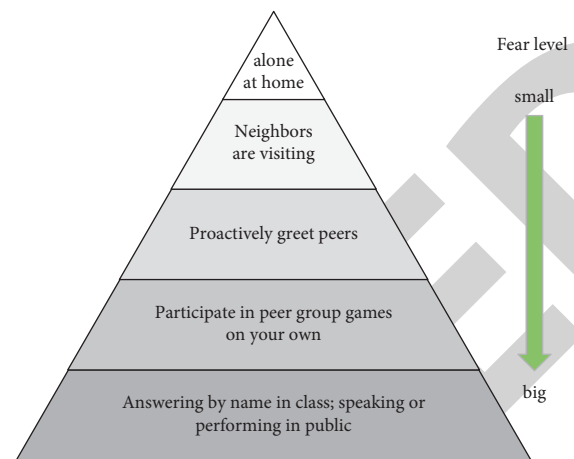 alone
at home
Neighbors
are visiting
Proactively greet peers
Participate in peer group games
on your own
Answering by name in class; speaking or
performing in public
Fear level
small
big